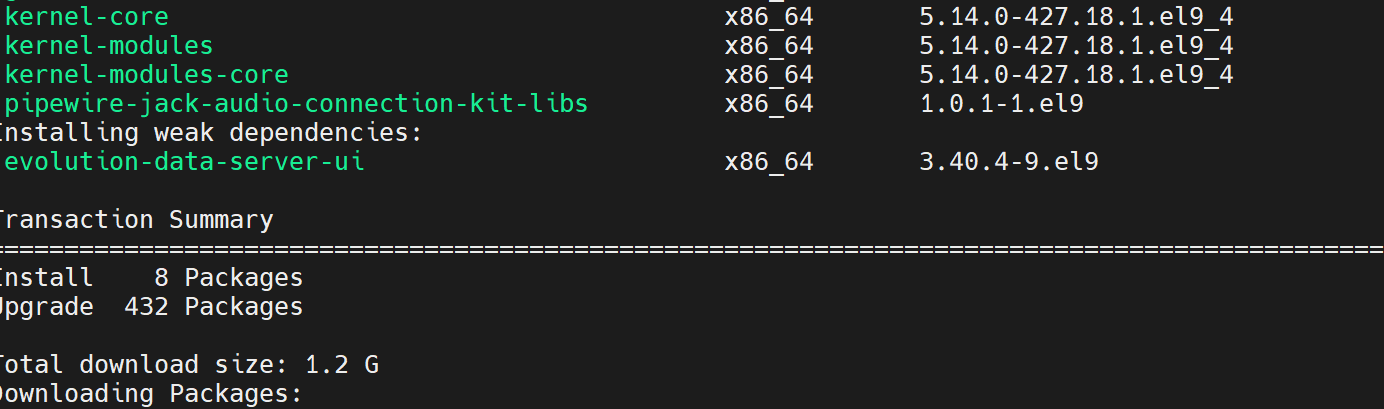 kernel-core x86_64 5.14.0-427.18.1.el9_4
kernel-modules x86_64 5.14.0-427.18.1.el9_4
kernel-modules-core x86_64 5.14.0-427.18.1.el9_4
pipewire-jack-audio-connection-kit-libs x86_64 1.0.1-1.el9
Installing weak dependencies:
evolution-data-server-ui x86_64 3.40.4-9.el9
Transaction Summary
================================================================================
Install 8 Packages
Upgrade 432 Packages
Total download size: 1.2 G
Downloading Packages: